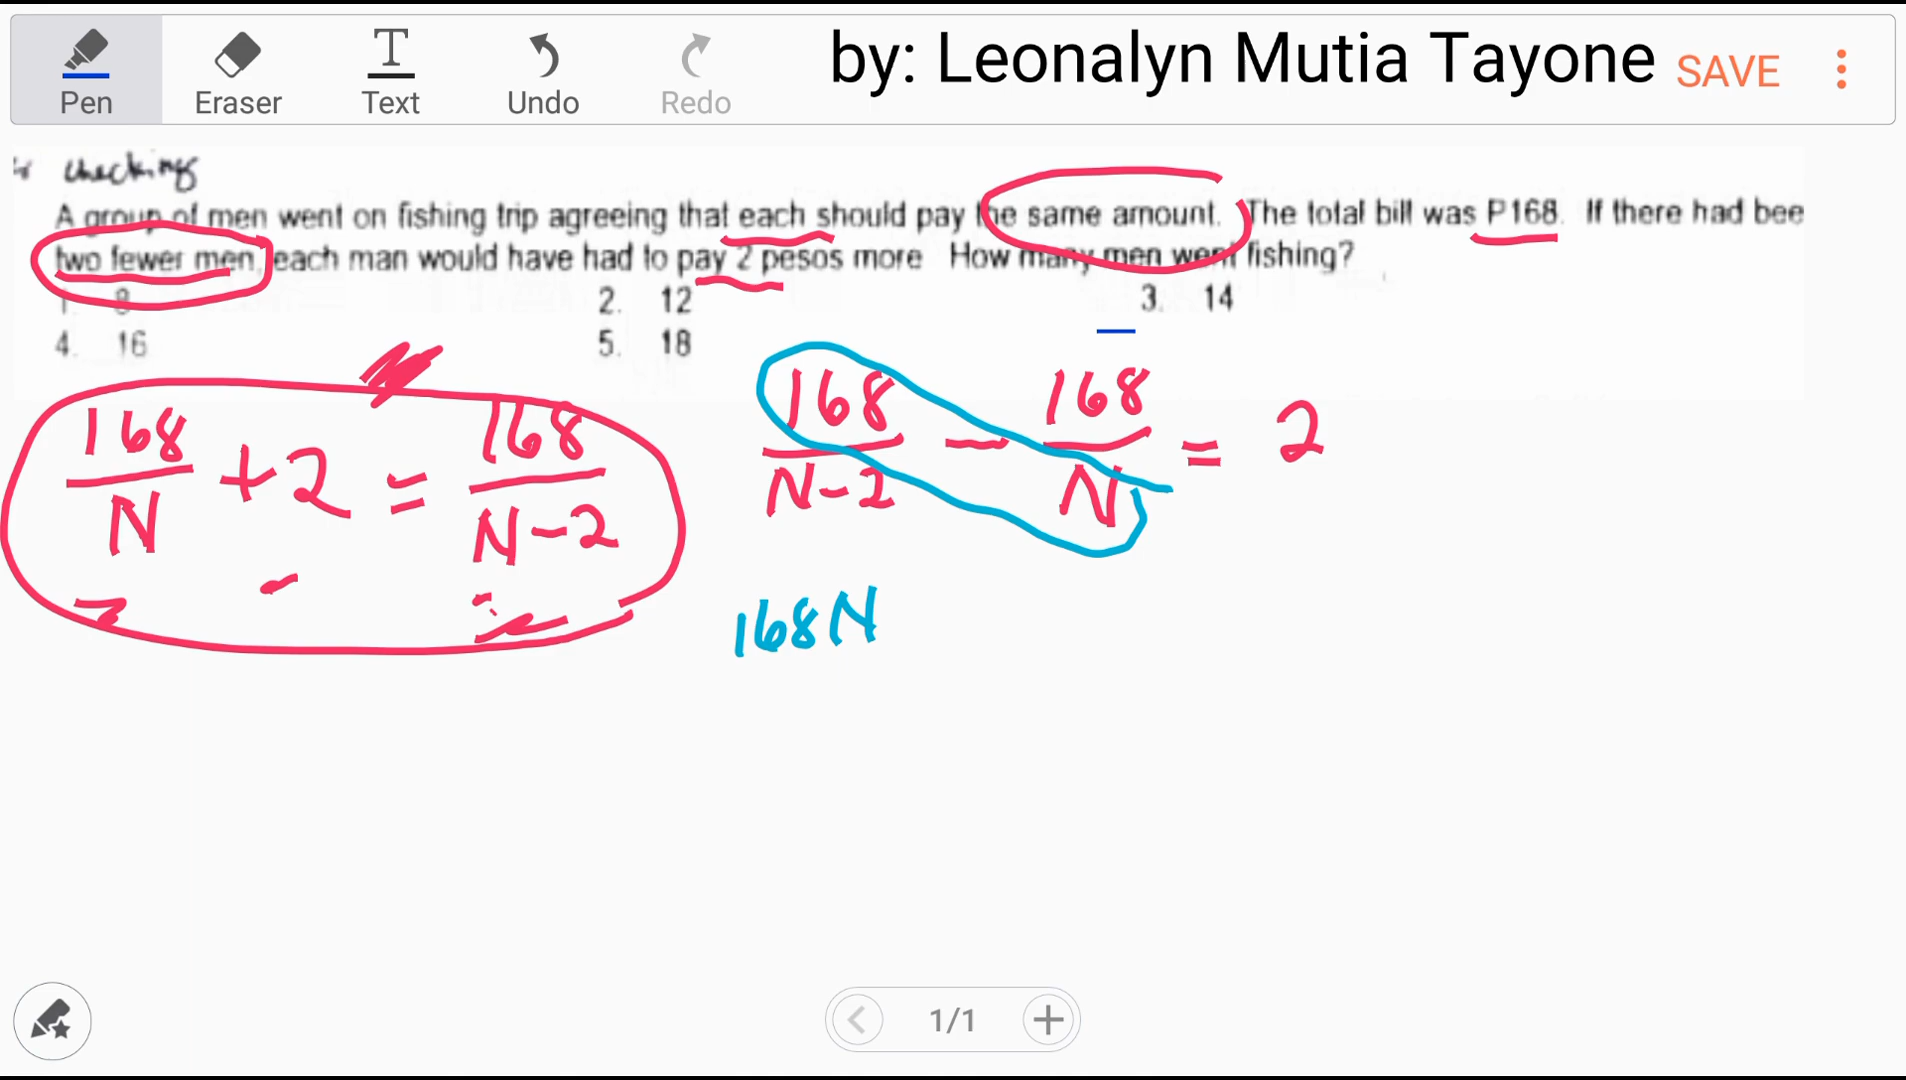 by: Leonalyn Mutia Tayone
SAVE
Pen
Eraser
Text
Undo
Redo
checking
A group of men went on fishing trip agreeing that each should pay the same amount. The total bill was P168. If there had bee
two fewer men, each man would have had to pay 2 pesos more How many men went fishing?
1. 8
2. 12
3. 14
4. 16
5. 18
168/N + 2 = 168/N-2
168/N-2 - 168/N = 2
168N
1/1